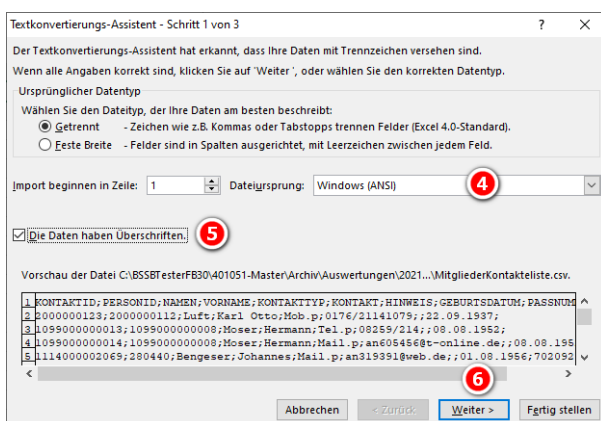 Textkonvertierungs-Assistent - Schritt 1 von 3 ? ✕
Der Textkonvertierungs-Assistent hat erkannt, dass Ihre Daten mit Trennzeichen versehen sind.
Wenn alle Angaben korrekt sind, klicken Sie auf 'Weiter ', oder wählen Sie den korrekten Datentyp.
Ursprünglicher Datentyp
Wählen Sie den Dateityp, der Ihre Daten am besten beschreibt:
Getrennt - Zeichen wie z.B. Kommas oder Tabstopps trennen Felder (Excel 4.0-Standard).
Feste Breite - Felder sind in Spalten ausgerichtet, mit Leerzeichen zwischen jedem Feld.
Import beginnen in Zeile: 1 Dateiursprung: Windows (ANSI) 4
Die Daten haben Überschriften. 5
Vorschau der Datei C:\BSSBTesterFB30\401051-Master\Archiv\Auswertungen\2021...\MitgliederKontakteliste.csv.
1 KONTAKTID;PERSONID;NAMEN;VORNAME;KONTAKTTYP;KONTAKT;HINWEIS;GEBURTSDATUM;PASSNUM
2 2000000123;2000000112;Luft;Karl Otto;Mob.p;0176/21141079;;22.09.1937;
3 1099000000013;1099000000008;Moser;Hermann;Tel.p;08259/214;;08.08.1952;
4 1099000000014;1099000000008;Moser;Hermann;Mail.p;an605456@t-online.de;;08.08.195
5 1114000002069;280440;Bengeser;Johannes;Mail.p;an319391@web.de;;01.08.1956;702092
6
Abbrechen < Zurück Weiter > Fertig stellen